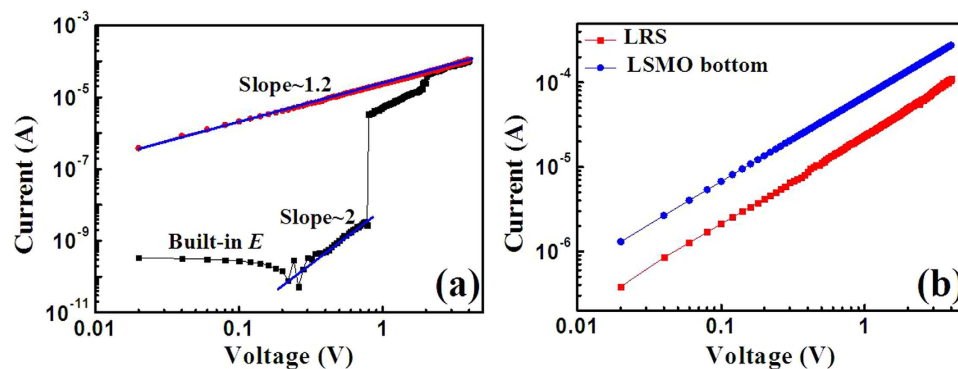 10^-3
10^-5
10^-7
10^-9
10^-11
Current (A)
Slope~1.2
Slope~2
Built-in E
(a)
0.01
0.1
1
Voltage (V)
LRS
LSMO bottom
10^-4
10^-5
10^-6
Current (A)
(b)
0.01
0.1
1
Voltage (V)